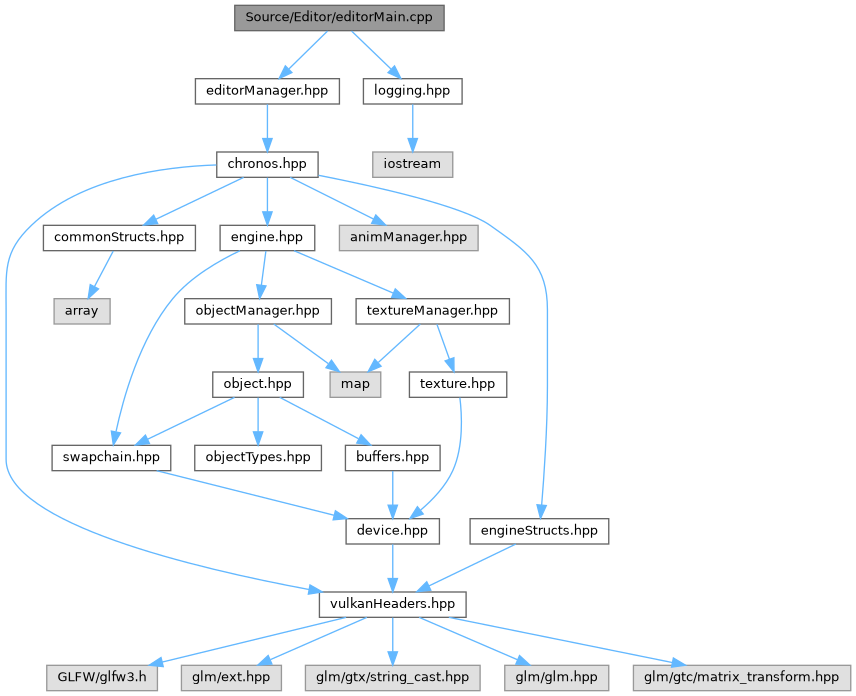 Source/Editor/editorMain.cpp
editorManager.hpp
logging.hpp
chronos.hpp
iostream
commonStructs.hpp
engine.hpp
animManager.hpp
array
objectManager.hpp
textureManager.hpp
object.hpp
map
texture.hpp
swapchain.hpp
objectTypes.hpp
buffers.hpp
device.hpp
engineStructs.hpp
vulkanHeaders.hpp
GLFW/glfw3.h
glm/ext.hpp
glm/gtx/string_cast.hpp
glm/glm.hpp
glm/gtc/matrix_transform.hpp